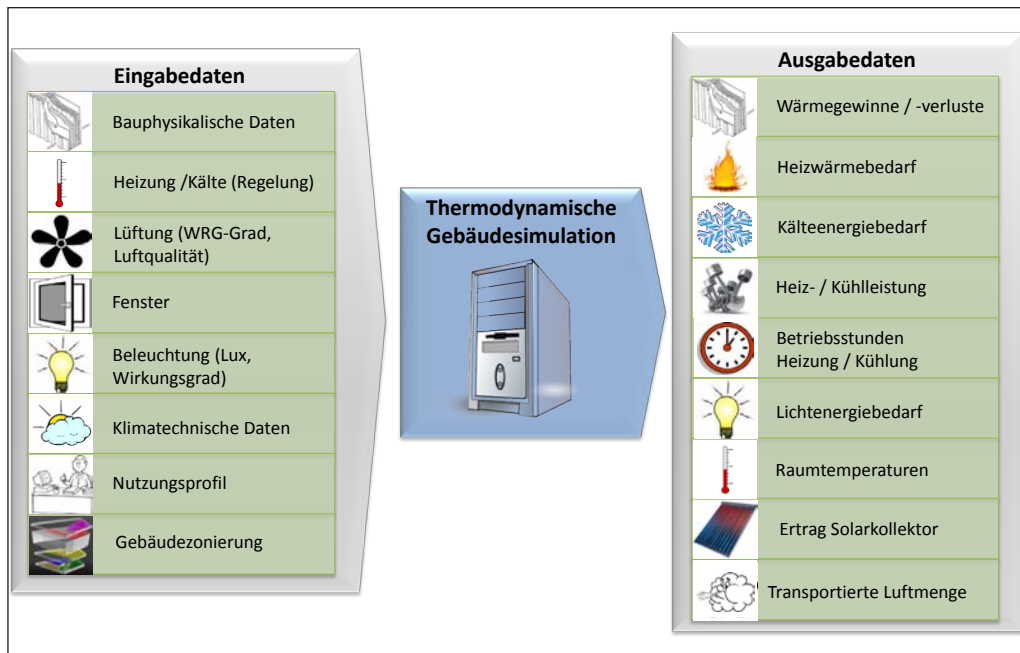 Eingabedaten
Bauphysikalische Daten
Heizung /Kälte (Regelung)
Lüftung (WRG-Grad,
Luftqualität)
Fenster
Beleuchtung (Lux,
Wirkungsgrad)
Klimatechnische Daten
Nutzungsprofil
Gebäudezonierung
Thermodynamische
Gebäudesimulation
Ausgabedaten
Wärmegewinne / -verluste
Heizwärmebedarf
Kälteenergiebedarf
Heiz- / Kühlleistung
Betriebsstunden
Heizung / Kühlung
Lichtenergiebedarf
Raumtemperaturen
Ertrag Solarkollektor
Transportierte Luftmenge